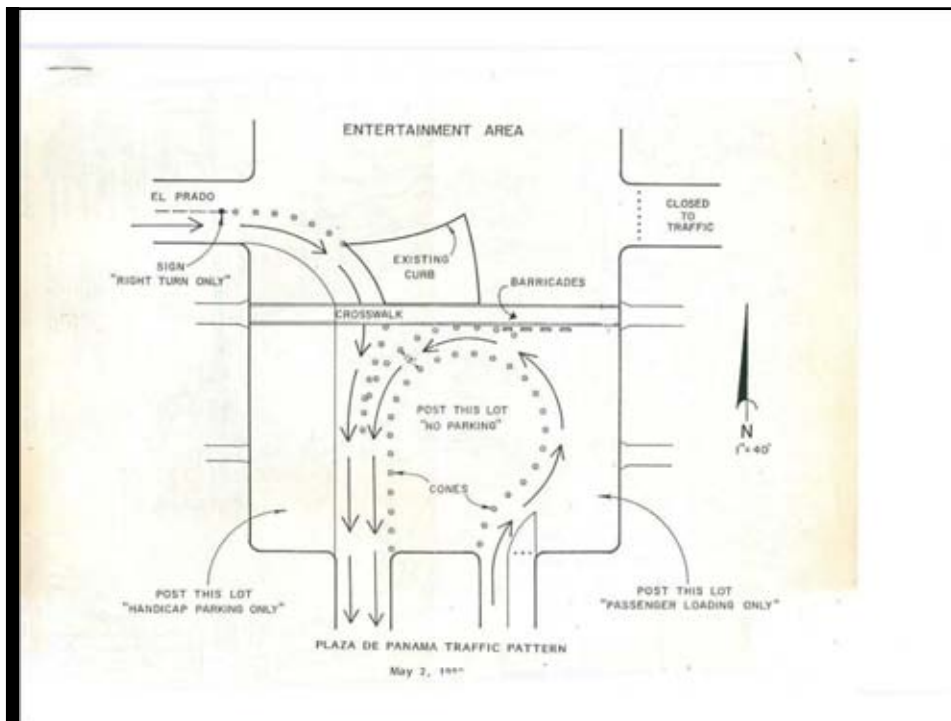 ENTERTAINMENT AREA
EL PRADO
CLOSED
TO
TRAFFIC
SIGN
"RIGHT TURN ONLY"
EXISTING
CURB
BARRICADES
CROSSWALK
POST THIS LOT
"NO PARKING"
N
1"=40'
CONES
POST THIS LOT
"HANDICAP PARKING ONLY"
POST THIS LOT
"PASSENGER LOADING ONLY"
PLAZA DE PANAMA TRAFFIC PATTERN
May 2,